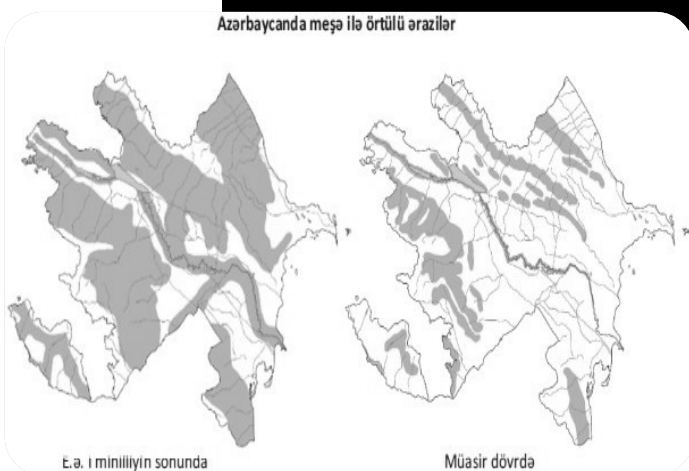 Azərbaycanda meşə ilə örtülü ərazilər
E.ə. I minilliyin sonunda
Müasir dövrdə